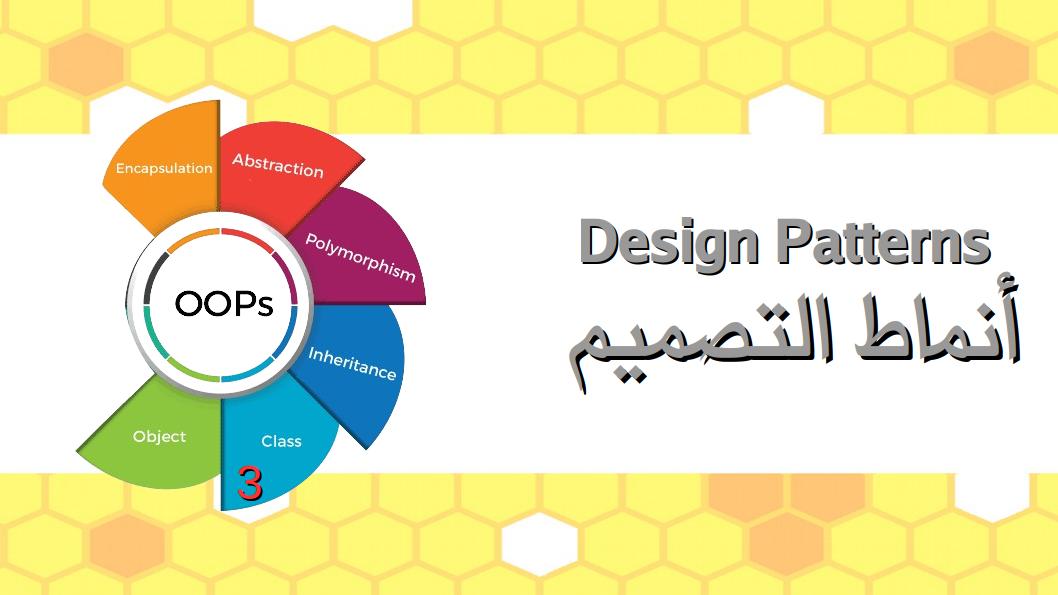 Encapsulation
Abstraction
Polymorphism
OOPs
Inheritance
Object
Class
3
Design Patterns
أنماط التصميم